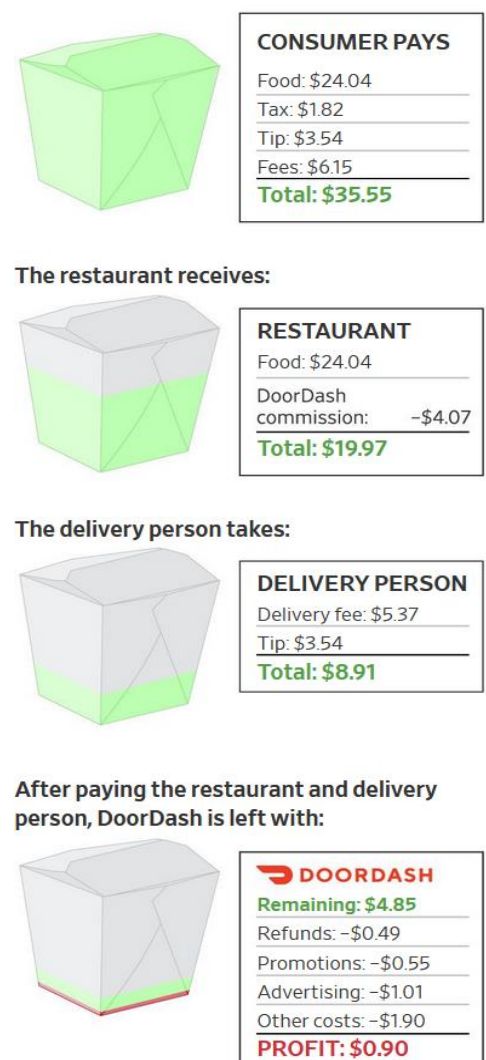 CONSUMER PAYS
Food: $24.04
Tax: $1.82
Tip: $3.54
Fees: $6.15
Total: $35.55
The restaurant receives:
RESTAURANT
Food: $24.04
DoorDash
commission: -$4.07
Total: $19.97
The delivery person takes:
DELIVERY PERSON
Delivery fee: $5.37
Tip: $3.54
Total: $8.91
After paying the restaurant and delivery
person, DoorDash is left with:
DOORDASH
Remaining: $4.85
Refunds: -$0.49
Promotions: -$0.55
Advertising: -$1.01
Other costs: -$1.90
PROFIT: $0.90